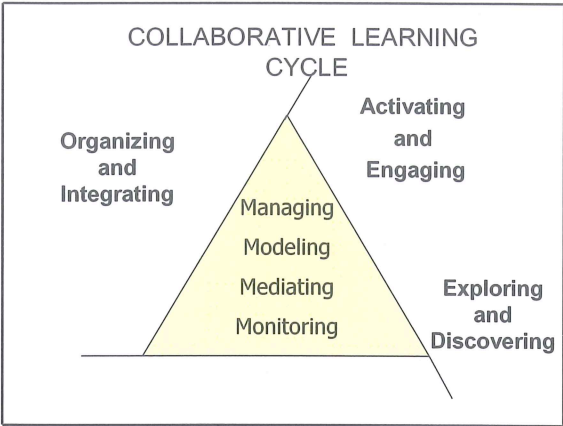 COLLABORATIVE LEARNING
CYCLE
Activating
and
Engaging
Organizing
and
Integrating
Managing
Modeling
Mediating
Monitoring
Exploring
and
Discovering